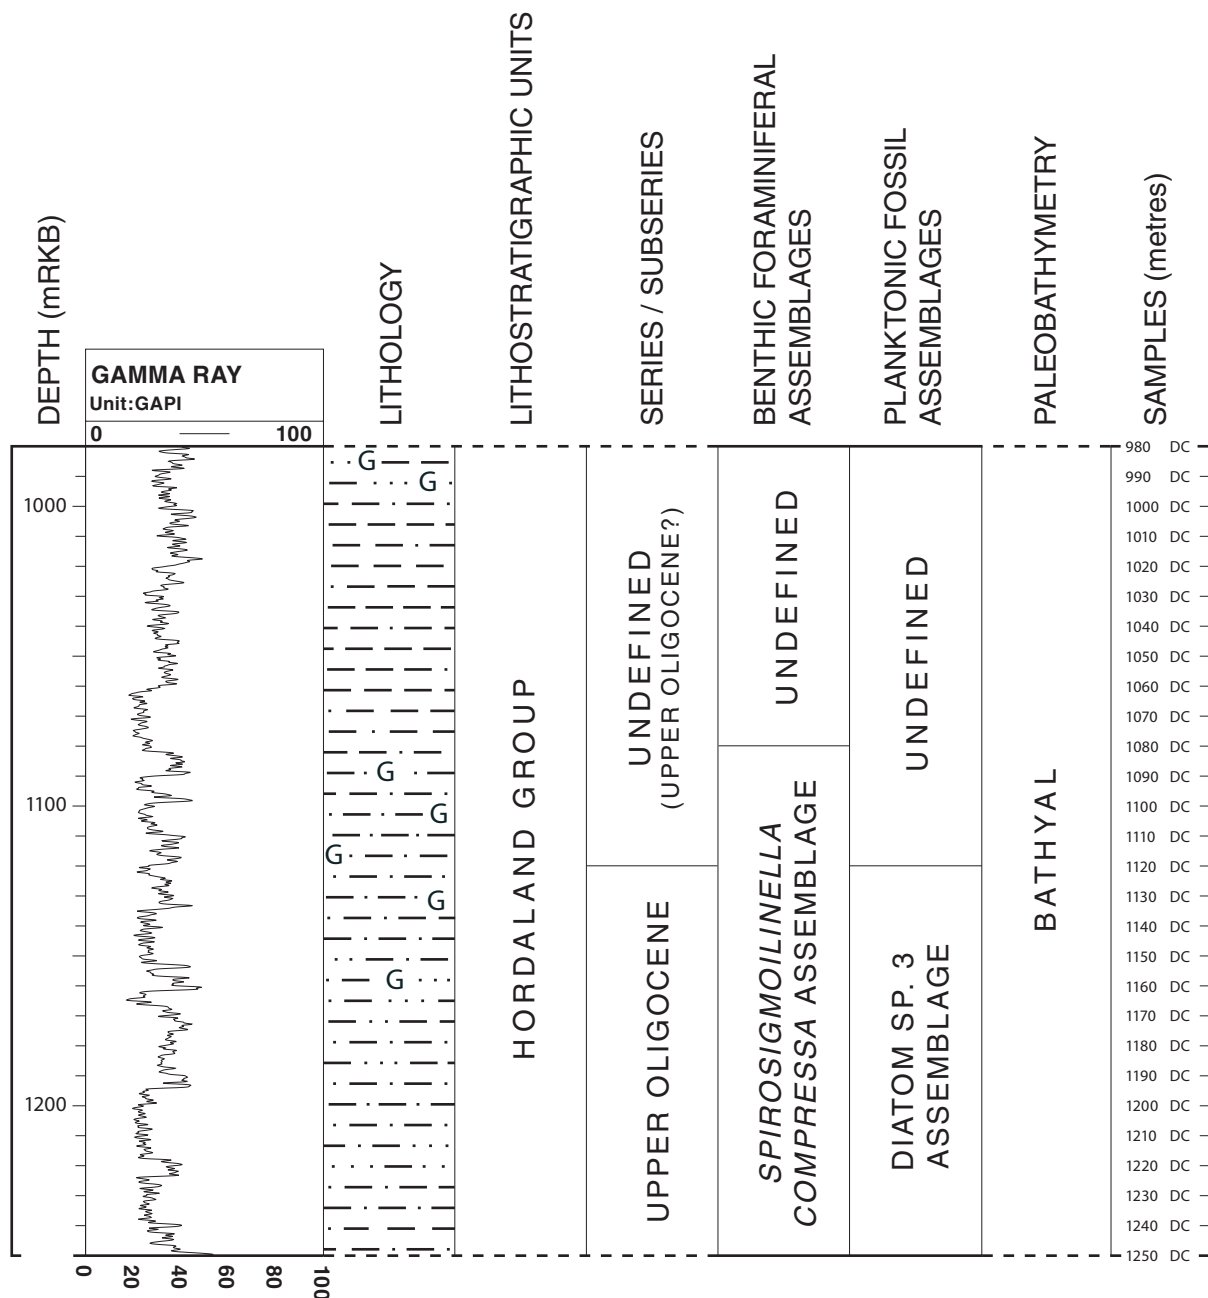 DEPTH (mRKB)
GAMMA RAY
Unit:GAPI
0 100
LITHOLOGY
LITHOSTRATIGRAPHIC UNITS
SERIES / SUBSERIES
BENTHIC FORAMINIFERAL
ASSEMBLAGES
PLANKTONIC FOSSIL
ASSEMBLAGES
PALEOBATHYMETRY
SAMPLES (metres)
1000
1100
1200
0
20
40
60
80
100
G
G
G
G
G
G
G
HORDALAND GROUP
UNDEFINED
(UPPER OLIGOCENE?)
UPPER OLIGOCENE
UNDEFINED
SPIROSIGMOILINELLA
COMPRESSA ASSEMBLAGE
UNDEFINED
DIATOM SP. 3
ASSEMBLAGE
BATHYAL
980 DC
990 DC
1000 DC
1010 DC
1020 DC
1030 DC
1040 DC
1050 DC
1060 DC
1070 DC
1080 DC
1090 DC
1100 DC
1110 DC
1120 DC
1130 DC
1140 DC
1150 DC
1160 DC
1170 DC
1180 DC
1190 DC
1200 DC
1210 DC
1220 DC
1230 DC
1240 DC
1250 DC